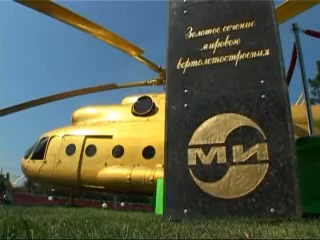 Золотое сечение
мирового
вертолетостроения
МИ